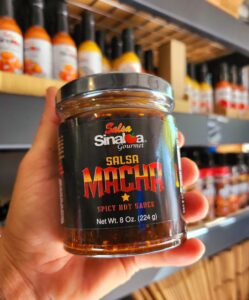 Salsa
Sinaloa
Gourmet
SALSA
MACHA
SPICY HOT SAUCE
Net Wt. 8 Oz. (224 g)